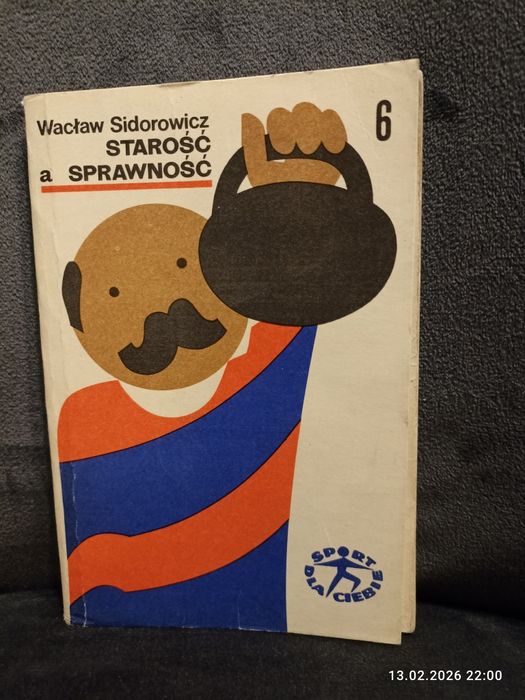 Wacław Sidorowicz
STAROŚĆ
a SPRAWNOŚĆ
6
SPORT
DLA CIEBIE
13.02.2026 22:00